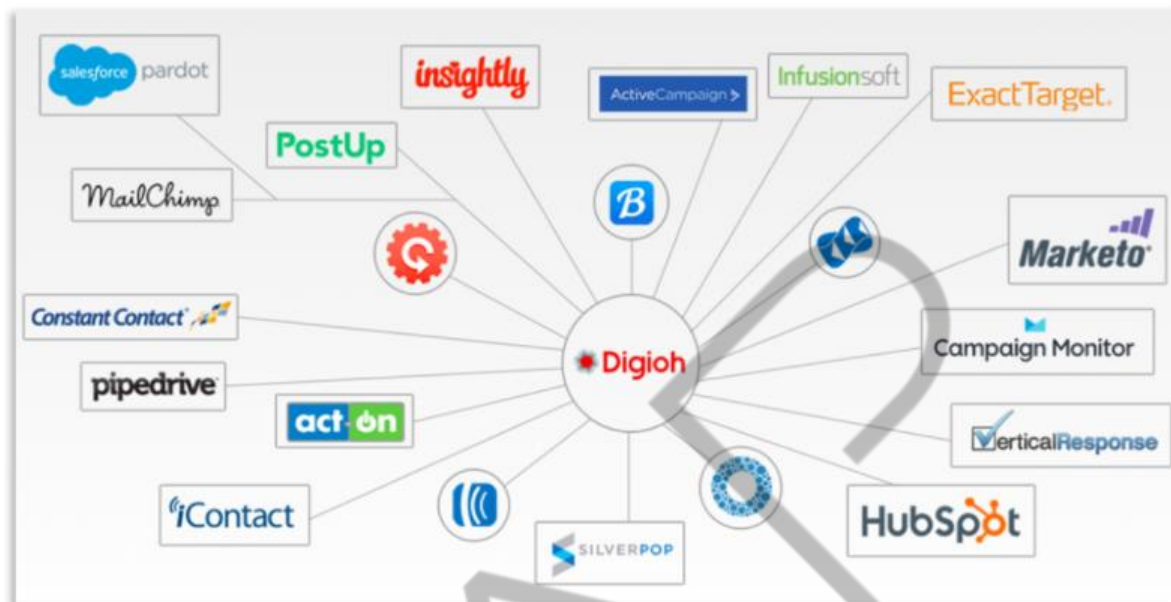 salesforce pardot
insightly
ActiveCampaign >
Infusionsoft
ExactTarget.
PostUp
MailChimp
B
Marketo®
Constant Contact®
Campaign Monitor
Digioh
pipedrive
act-on
VerticalResponse
iContact
HubSpot
SILVERPOP